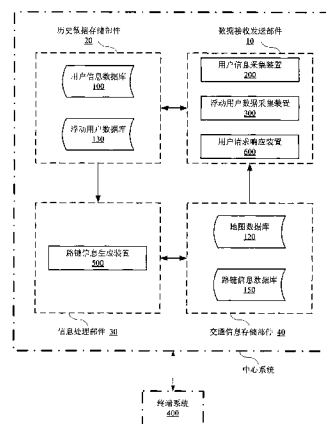 历史数据存储部件
20
数据接收发送部件
10
用户信息数据库
100
浮动用户数据库
130
用户信息采集装置
200
浮动用户数据采集装置
300
用户请求响应装置
600
路链信息生成装置
500
地图数据库
120
路链信息数据库
150
信息处理部件 30
交通信息存储部件 40
中心系统
终端系统
400